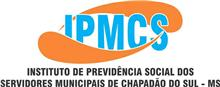 IPMCS
INSTITUTO DE PREVIDÊNCIA SOCIAL DOS
SERVIDORES MUNICIPAIS DE CHAPADÃO DO SUL - MS